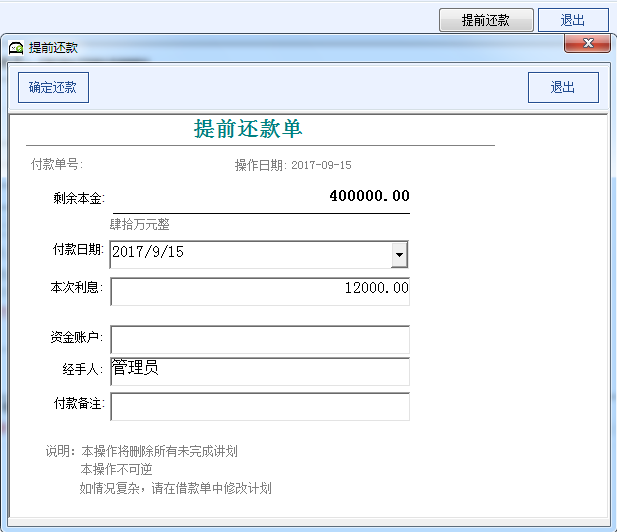 提前还款 退出
提前还款
确定还款 退出
提前还款单
付款单号: 操作日期: 2017-09-15
剩余本金: 400000.00
肆拾万元整
付款日期: 2017/9/15
本次利息: 12000.00
资金账户:
经手人: 管理员
付款备注:
说明：本操作将删除所有未完成讲划
本操作不可逆
如情况复杂，请在借款单中修改计划